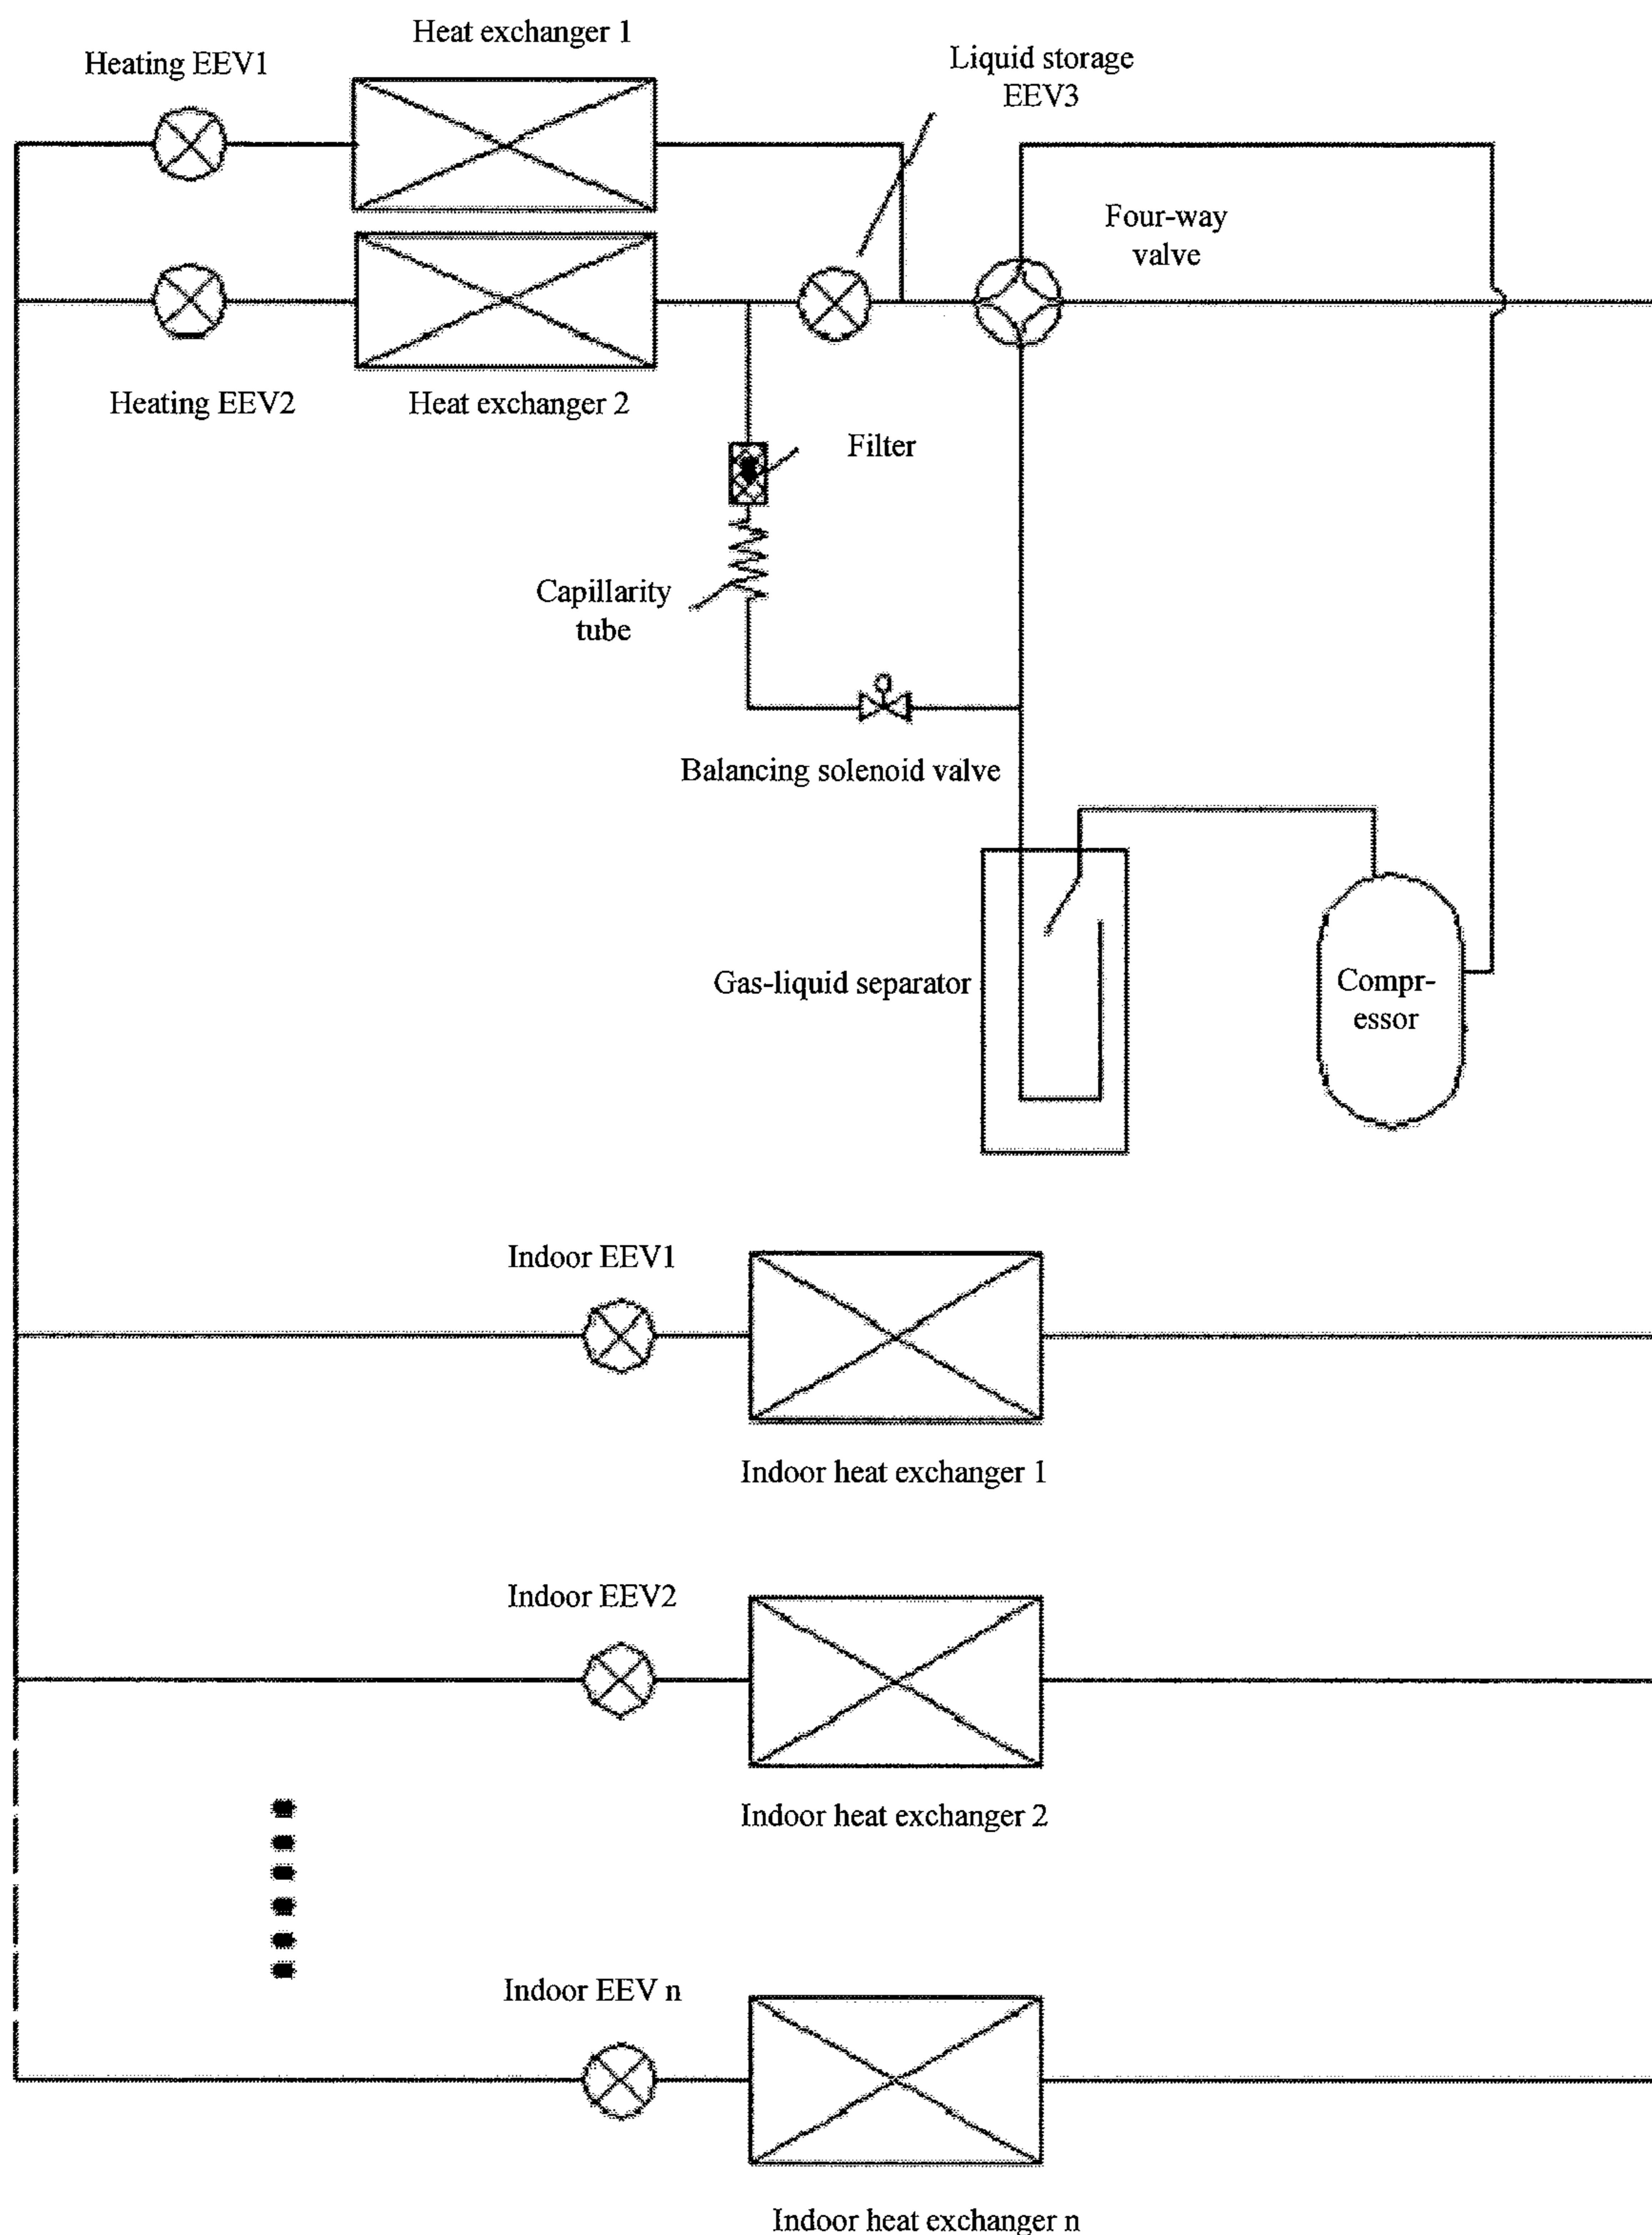 Heat exchanger 1
Heating EEV1
Liquid storage
EEV3
Four-way
valve
Heating EEV2
Heat exchanger 2
Filter
Capillarity
tube
Balancing solenoid valve
Gas-liquid separator
Compr-
essor
Indoor EEV1
Indoor heat exchanger 1
Indoor EEV2
Indoor heat exchanger 2
Indoor EEV n
Indoor heat exchanger n